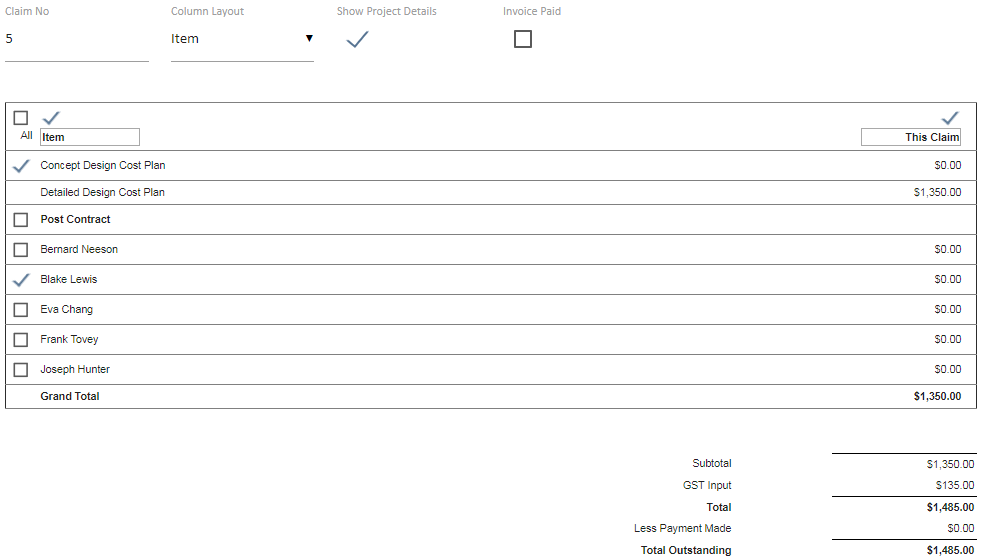 Claim No Column Layout Show Project Details Invoice Paid
5 Item
All Item This Claim
Concept Design Cost Plan $0.00
Detailed Design Cost Plan $1,350.00
Post Contract
Bernard Neeson $0.00
Blake Lewis $0.00
Eva Chang $0.00
Frank Tovey $0.00
Joseph Hunter $0.00
Grand Total $1,350.00
Subtotal $1,350.00
GST Input $135.00
Total $1,485.00
Less Payment Made $0.00
Total Outstanding $1,485.00